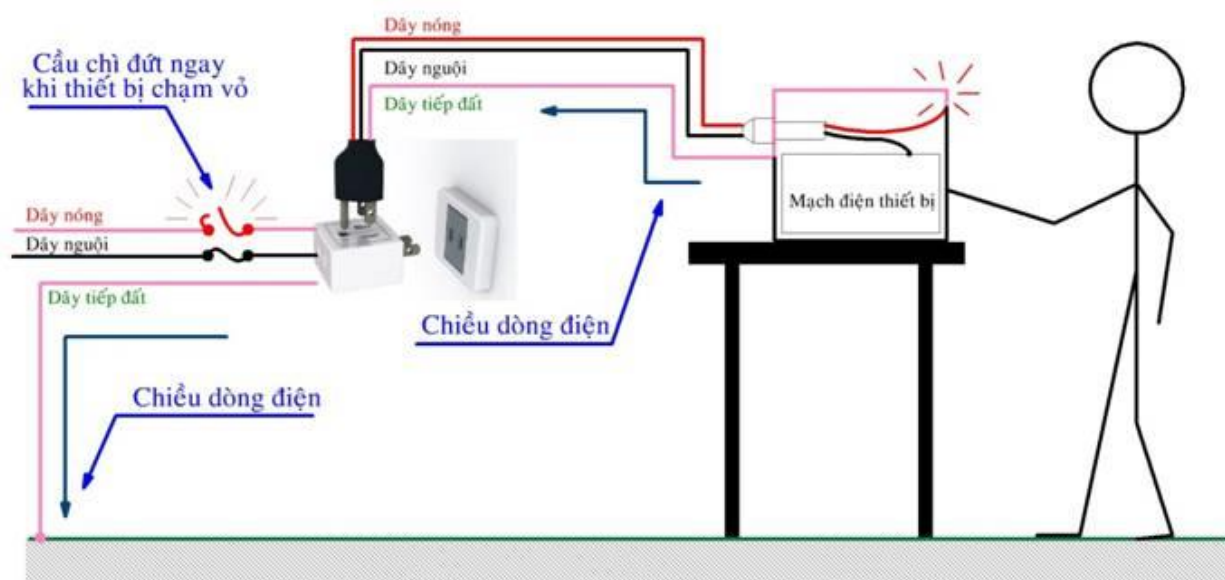 Dây nóng
Cầu chì đứt ngay
khi thiết bị chạm vỏ
Dây nguội
Dây tiếp đất
Mạch điện thiết bị
Dây nóng
Dây nguội
Dây tiếp đất
Chiều dòng điện
Chiều dòng điện